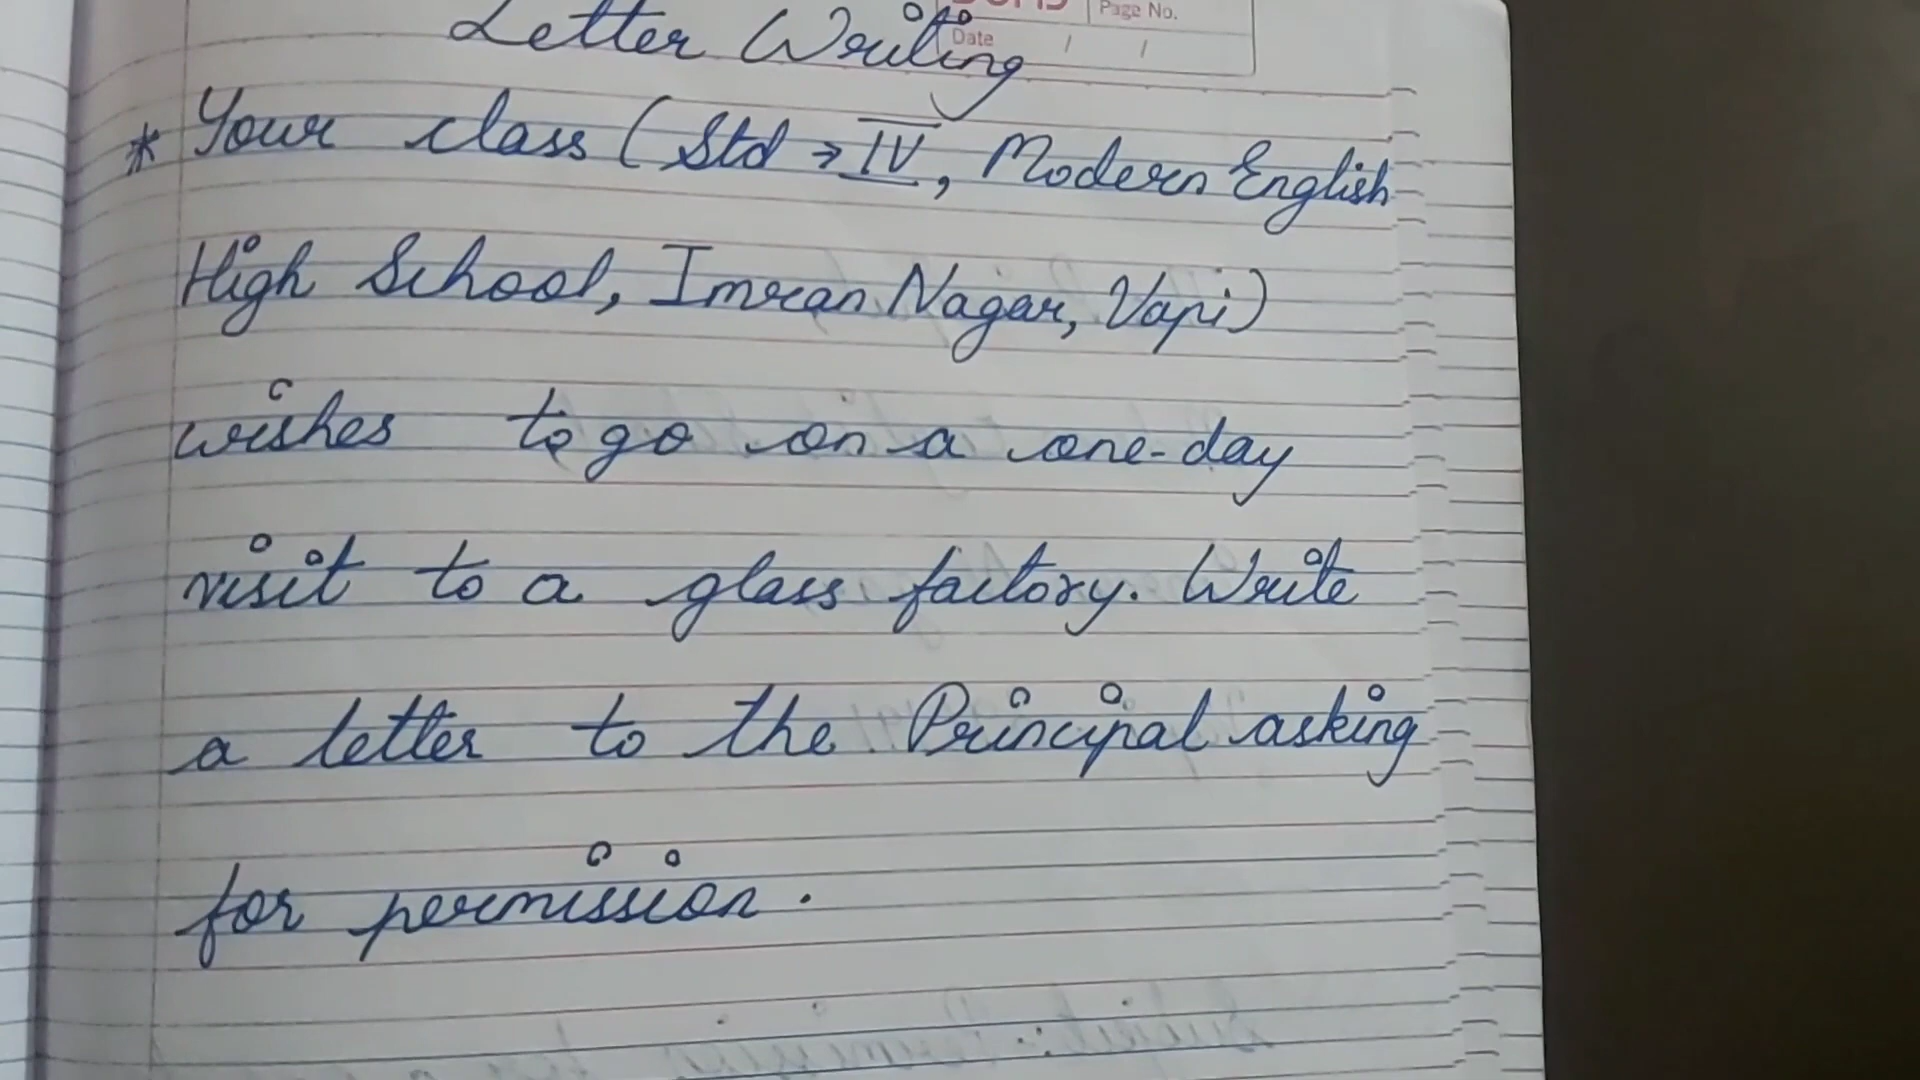 Page No.
Date / /
Letter Writing
* Your class (Std → IV, Modern English
High School, Imran Nagar, Vapi)
wishes to go on a one-day
visit to a glass factory. Write
a letter to the Principal asking
for permission.